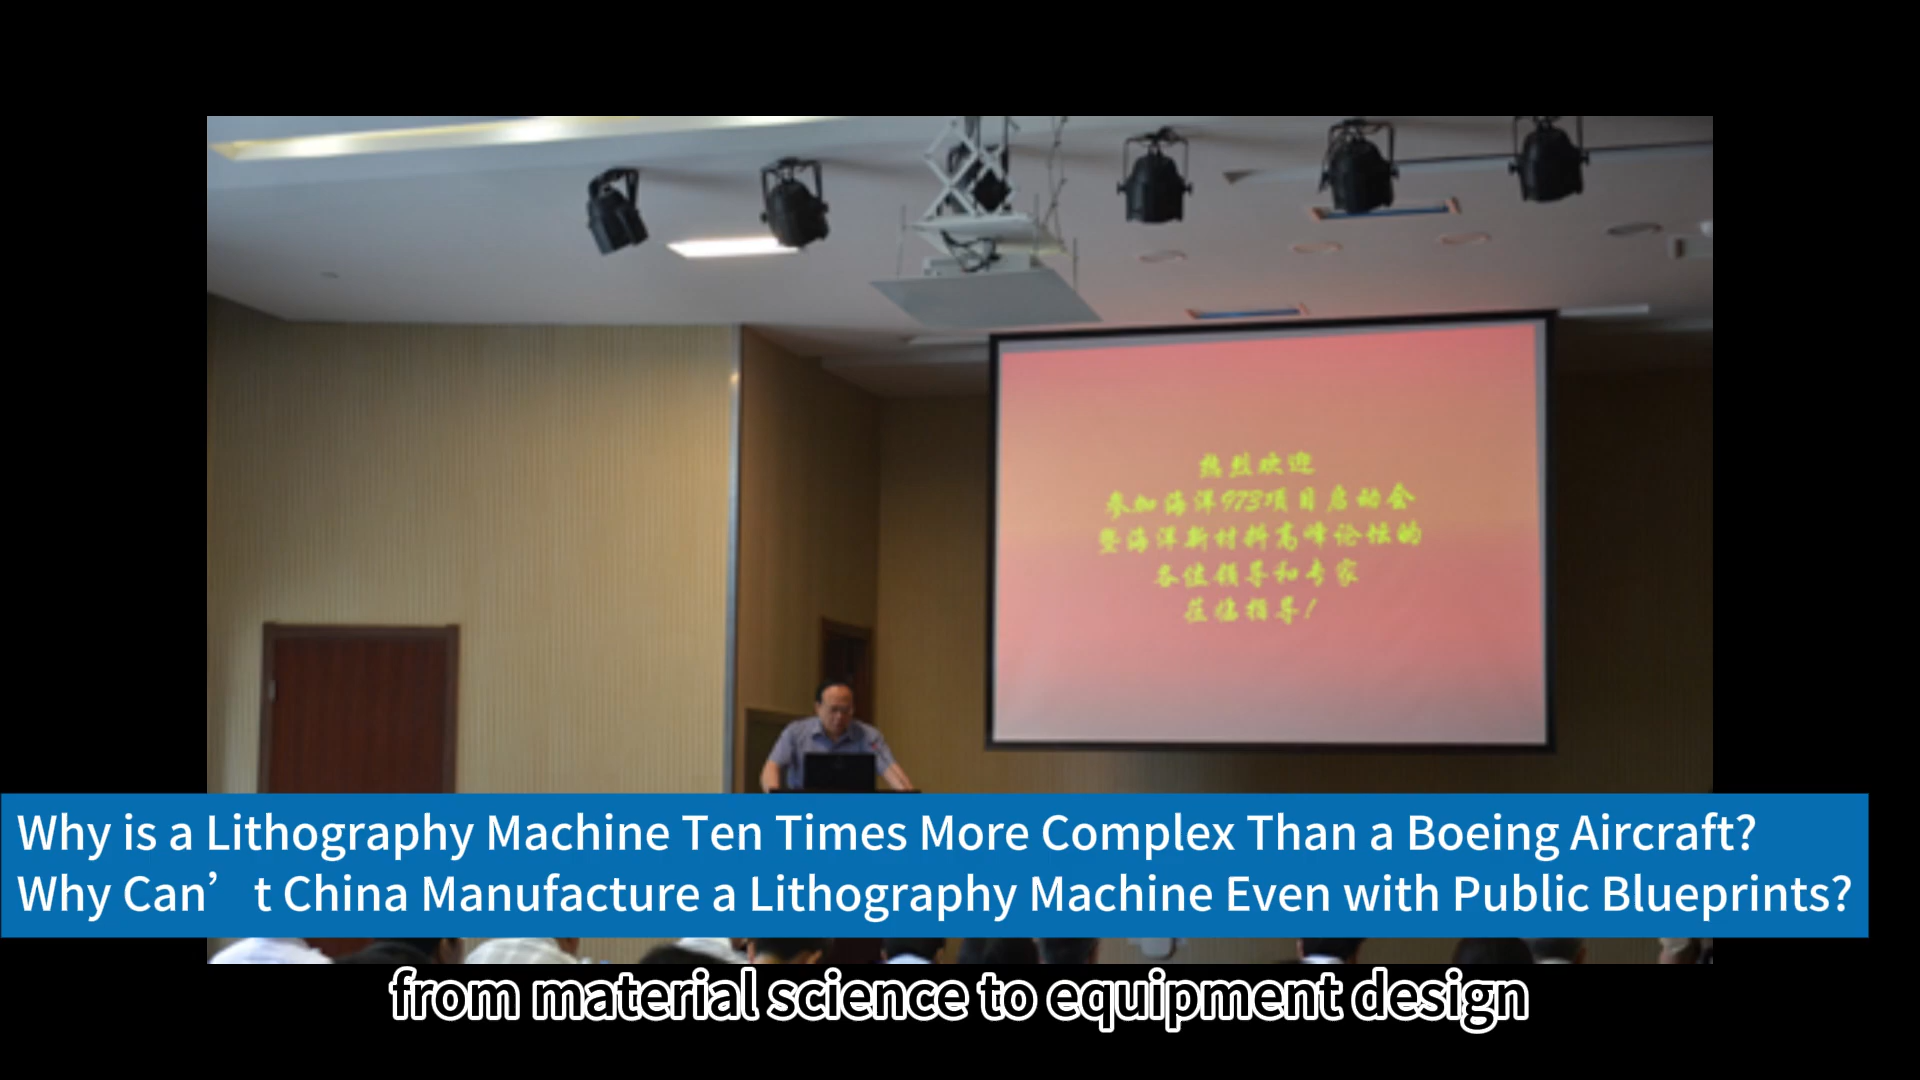 热烈欢迎
参加海洋973项目启动会
暨海洋新材料高峰论坛的
各位领导和专家
莅临指导!
Why is a Lithography Machine Ten Times More Complex Than a Boeing Aircraft?
Why Can’t China Manufacture a Lithography Machine Even with Public Blueprints?
from material science to equipment design